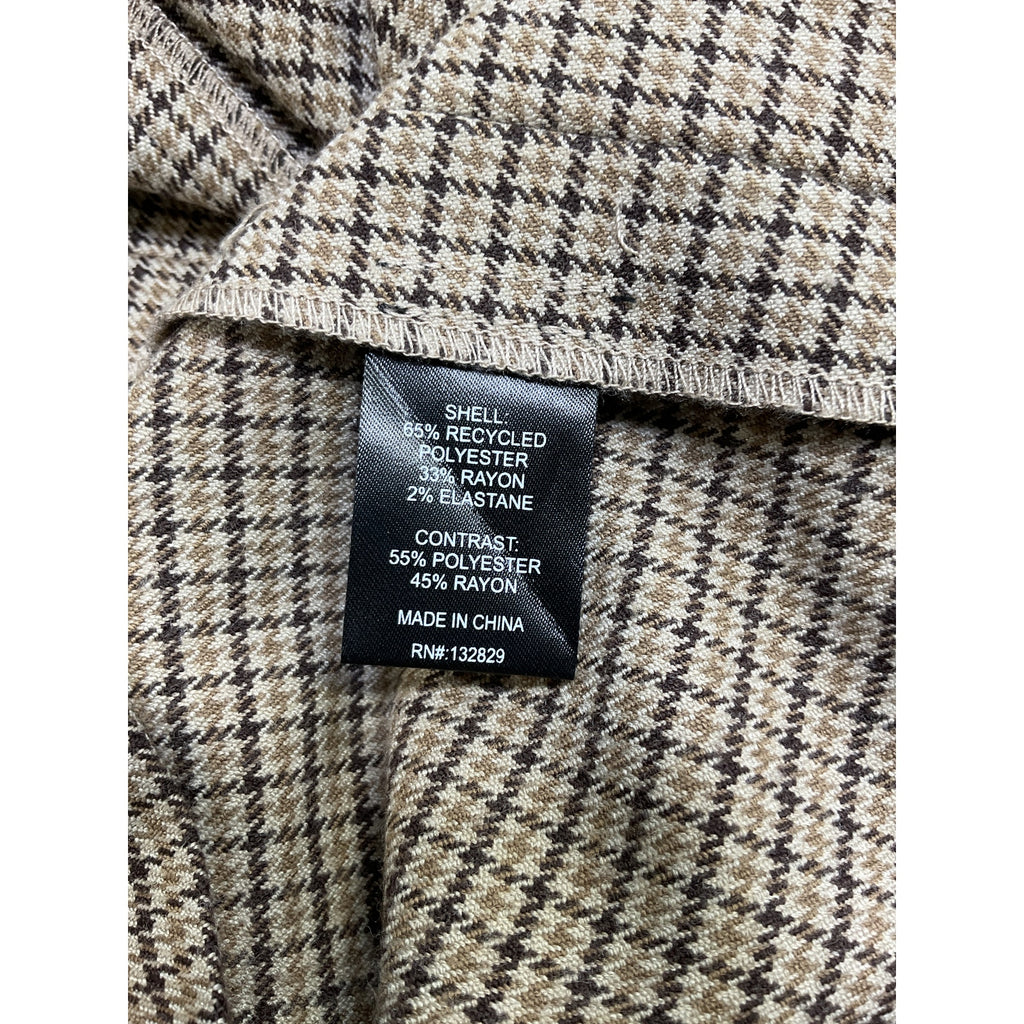 SHELL:
65% RECYCLED
POLYESTER
33% RAYON
2% ELASTANE
CONTRAST:
55% POLYESTER
45% RAYON
MADE IN CHINA
RN#:132829